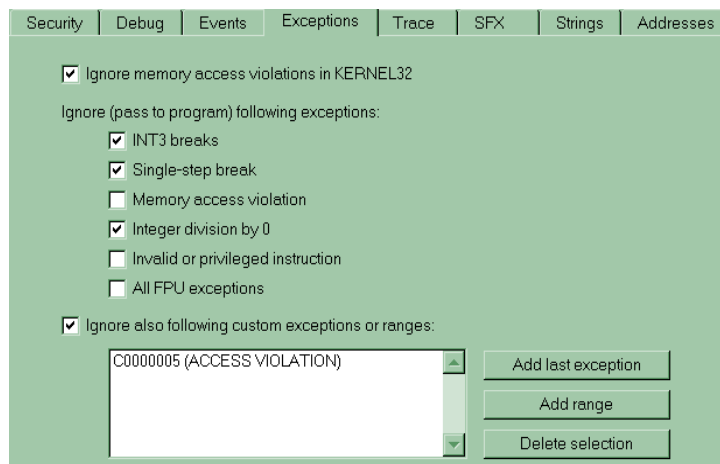 Security Debug Events Exceptions Trace SFX Strings Addresses
Ignore memory access violations in KERNEL32
Ignore (pass to program) following exceptions:
INT3 breaks
Single-step break
Memory access violation
Integer division by 0
Invalid or privileged instruction
All FPU exceptions
Ignore also following custom exceptions or ranges:
C0000005 (ACCESS VIOLATION)
Add last exception
Add range
Delete selection